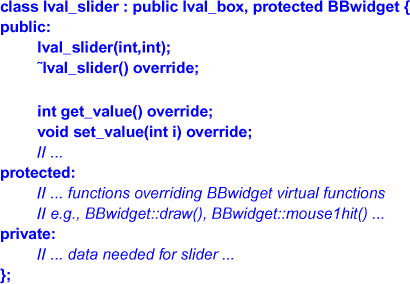 class Ival_slider : public Ival_box, protected BBwidget {
public:
Ival_slider(int,int);
~Ival_slider() override;
int get_value() override;
void set_value(int i) override;
// ...
protected:
// ... functions overriding BBwidget virtual functions
// e.g., BBwidget::draw(), BBwidget::mouse1hit() ...
private:
// ... data needed for slider ...
};